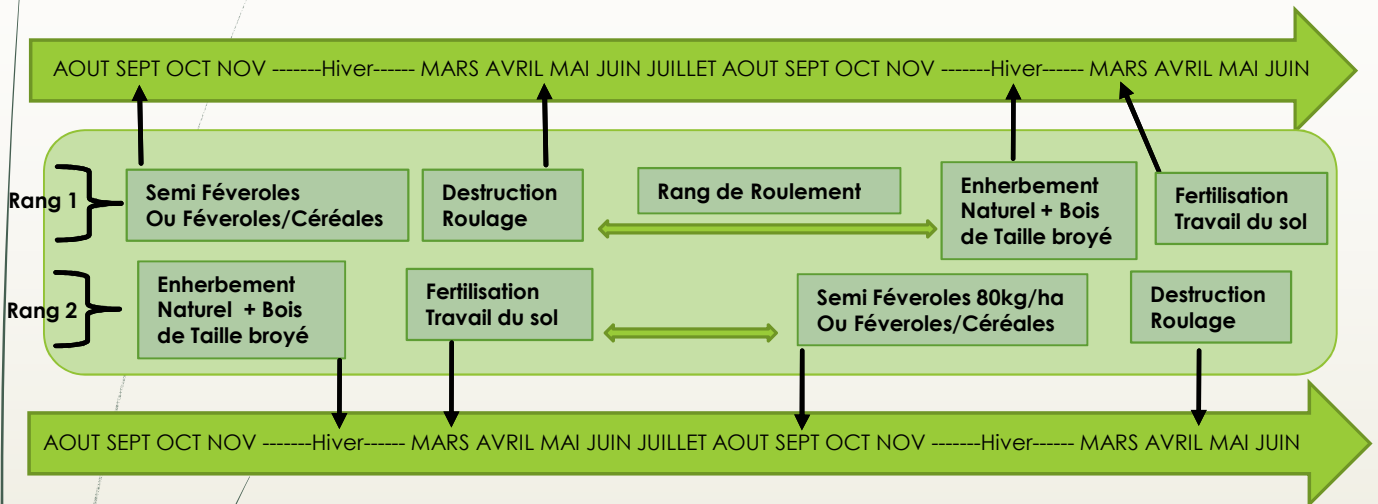 AOUT SEPT OCT NOV -------Hiver------ MARS AVRIL MAI JUIN JUILLET AOUT SEPT OCT NOV -------Hiver------ MARS AVRIL MAI JUIN
Rang 1
Semi Féveroles
Ou Féveroles/Céréales
Destruction
Roulage
Rang de Roulement
Enherbement
Naturel + Bois
de Taille broyé
Fertilisation
Travail du sol
Rang 2
Enherbement
Naturel + Bois
de Taille broyé
Fertilisation
Travail du sol
Semi Féveroles 80kg/ha
Ou Féveroles/Céréales
Destruction
Roulage
AOUT SEPT OCT NOV -------Hiver------ MARS AVRIL MAI JUIN JUILLET AOUT SEPT OCT NOV -------Hiver------ MARS AVRIL MAI JUIN